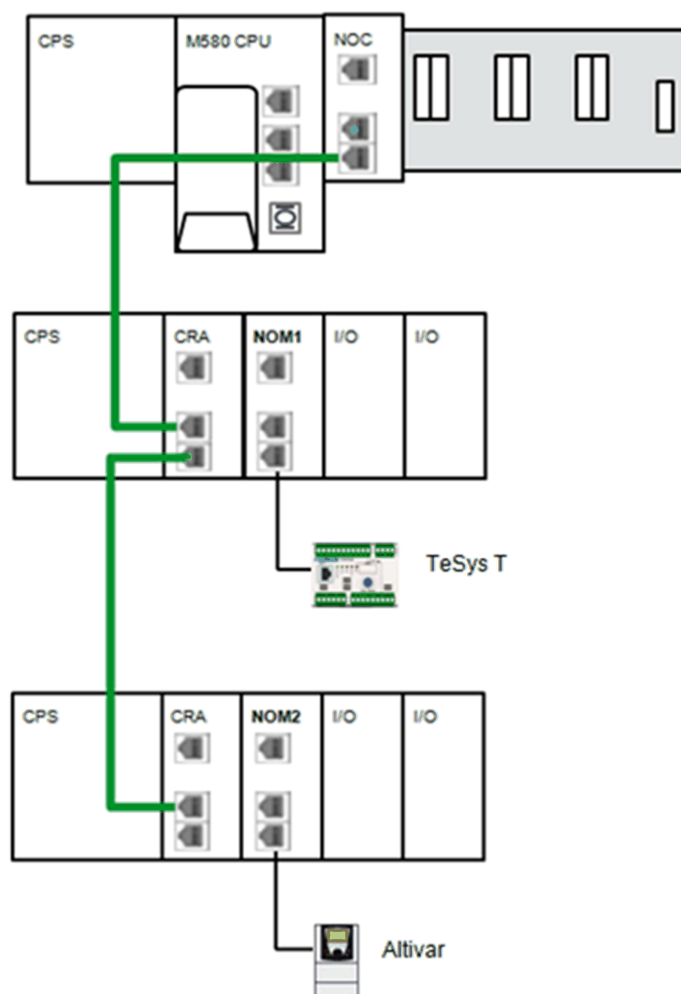 CPS
M580 CPU
NOC
CPS
CRA
NOM1
I/O
I/O
TeSys T
CPS
CRA
NOM2
I/O
I/O
Altivar